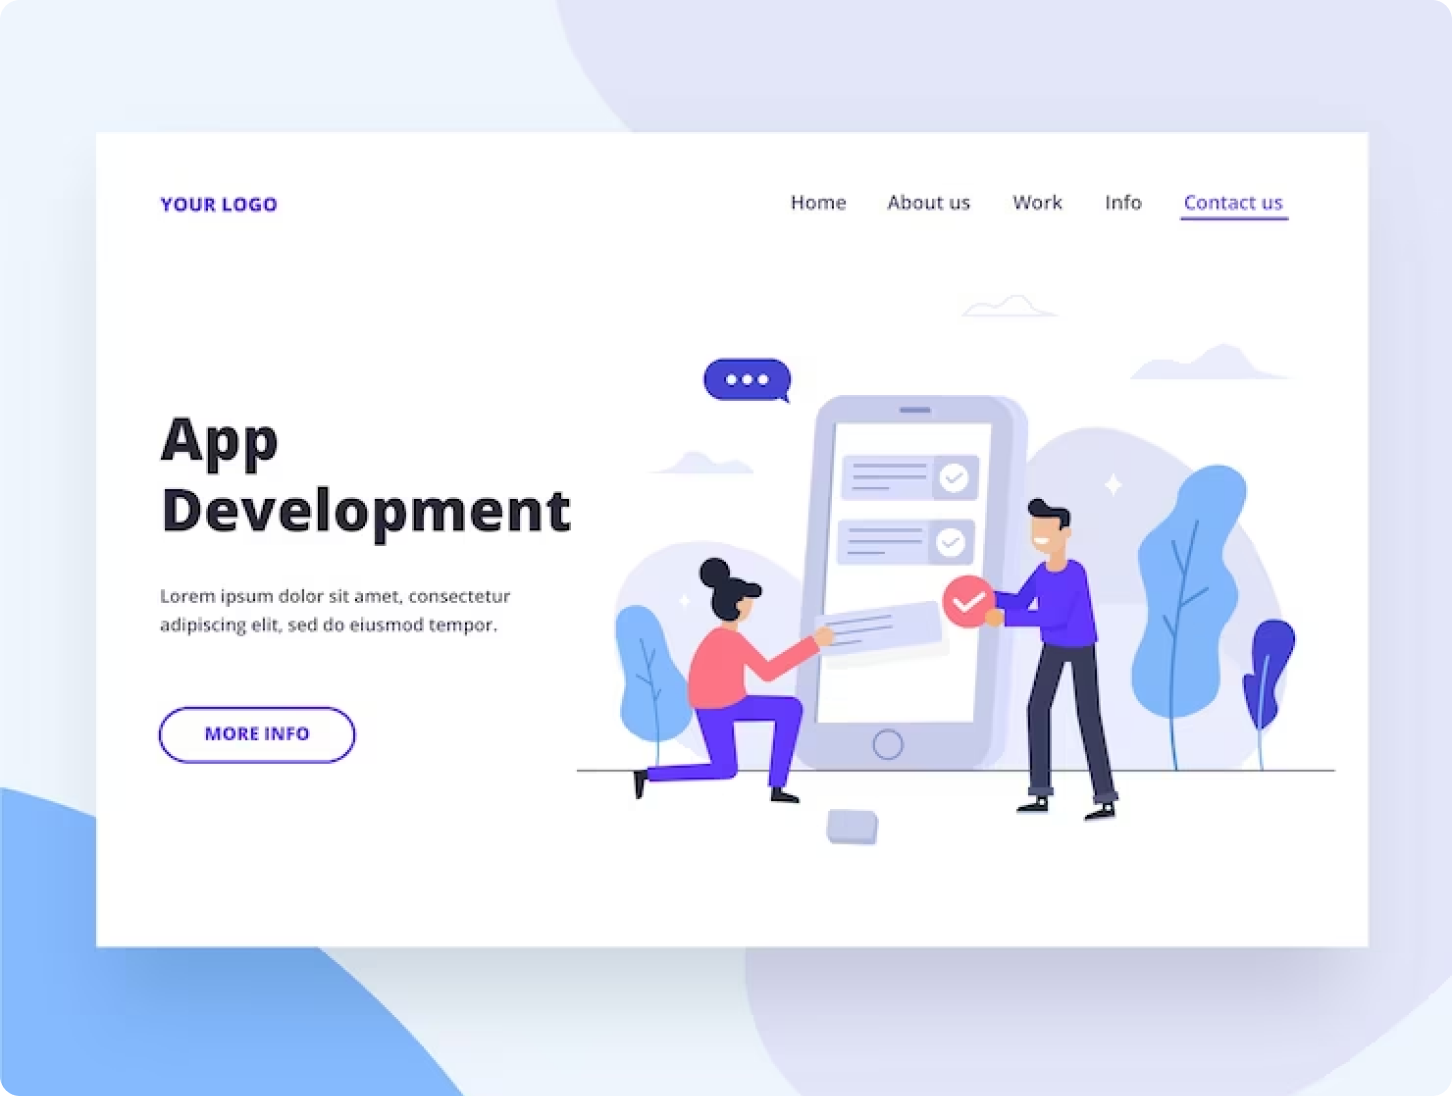 YOUR LOGO
Home About us Work Info Contact us
App
Development
Lorem ipsum dolor sit amet, consectetur
adipiscing elit, sed do eiusmod tempor.
MORE INFO